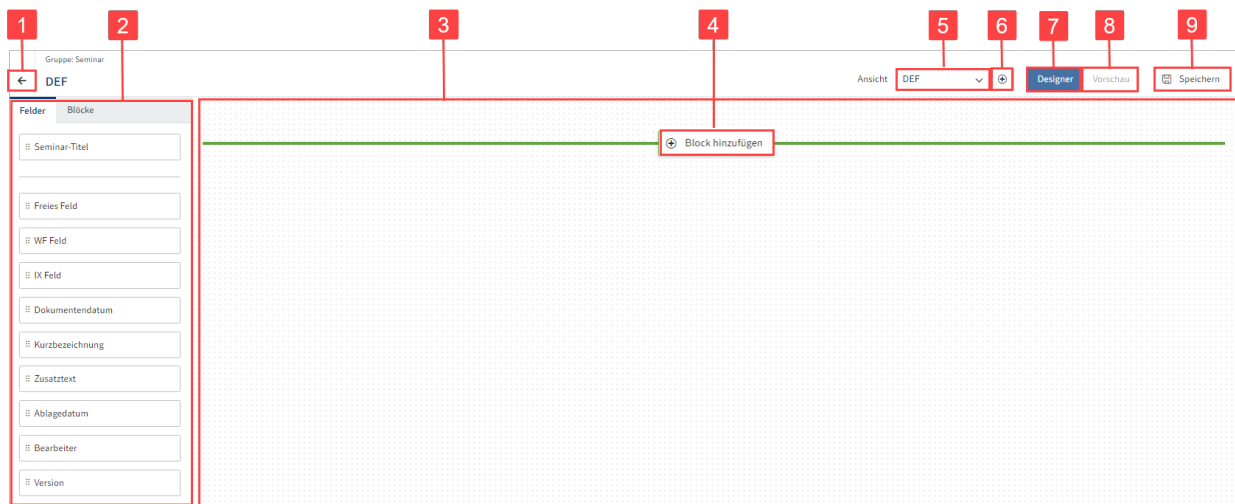 1 2 3 4 5 6 7 8 9
Gruppe: Seminar
DEF
Ansicht DEF Designer Vorschau Speichern
Felder Blöcke
Block hinzufügen
Seminar-Titel
Freies Feld
WF Feld
IX Feld
Dokumentendatum
Kurzbezeichnung
Zusatztext
Ablagedatum
Bearbeiter
Version